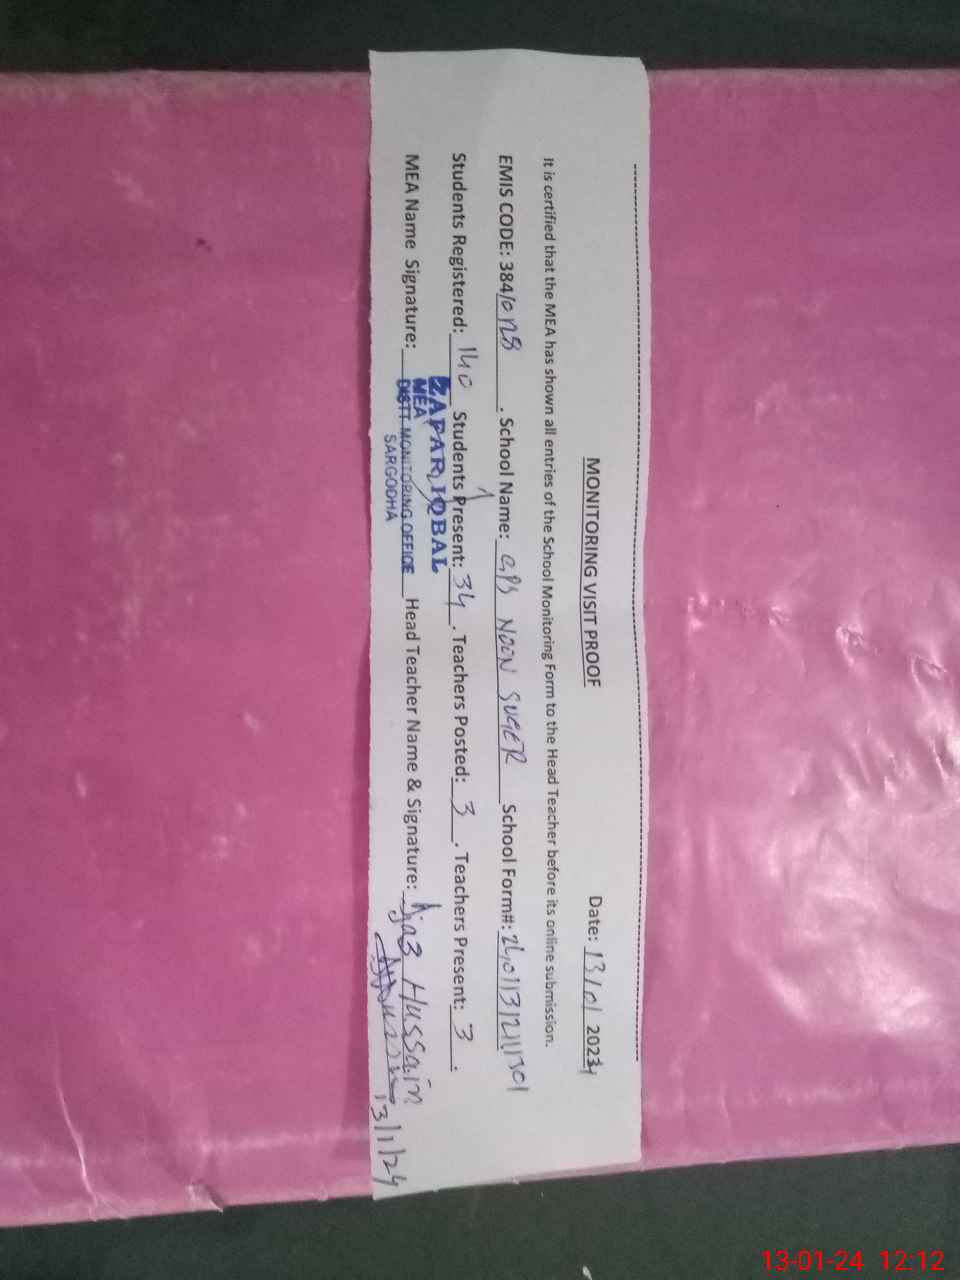 MONITORING VISIT PROOF
Date: 13/01/2024
It is certified that the MEA has shown all entries of the School Monitoring Form to the Head Teacher before its online submission.
EMIS CODE: 384/0128 . School Name: GPS NOON SUGER School Form#:
Students Registered: 140 Students Present: 34 . Teachers Posted: 3 . Teachers Present: 3 .
ZAFAR IQBAL
MEA
DISTT MONITORING OFFICE
SARGODHA
MEA Name Signature: Head Teacher Name & Signature: Ajaz Hussain
13/1/24
13-01-24 12:12